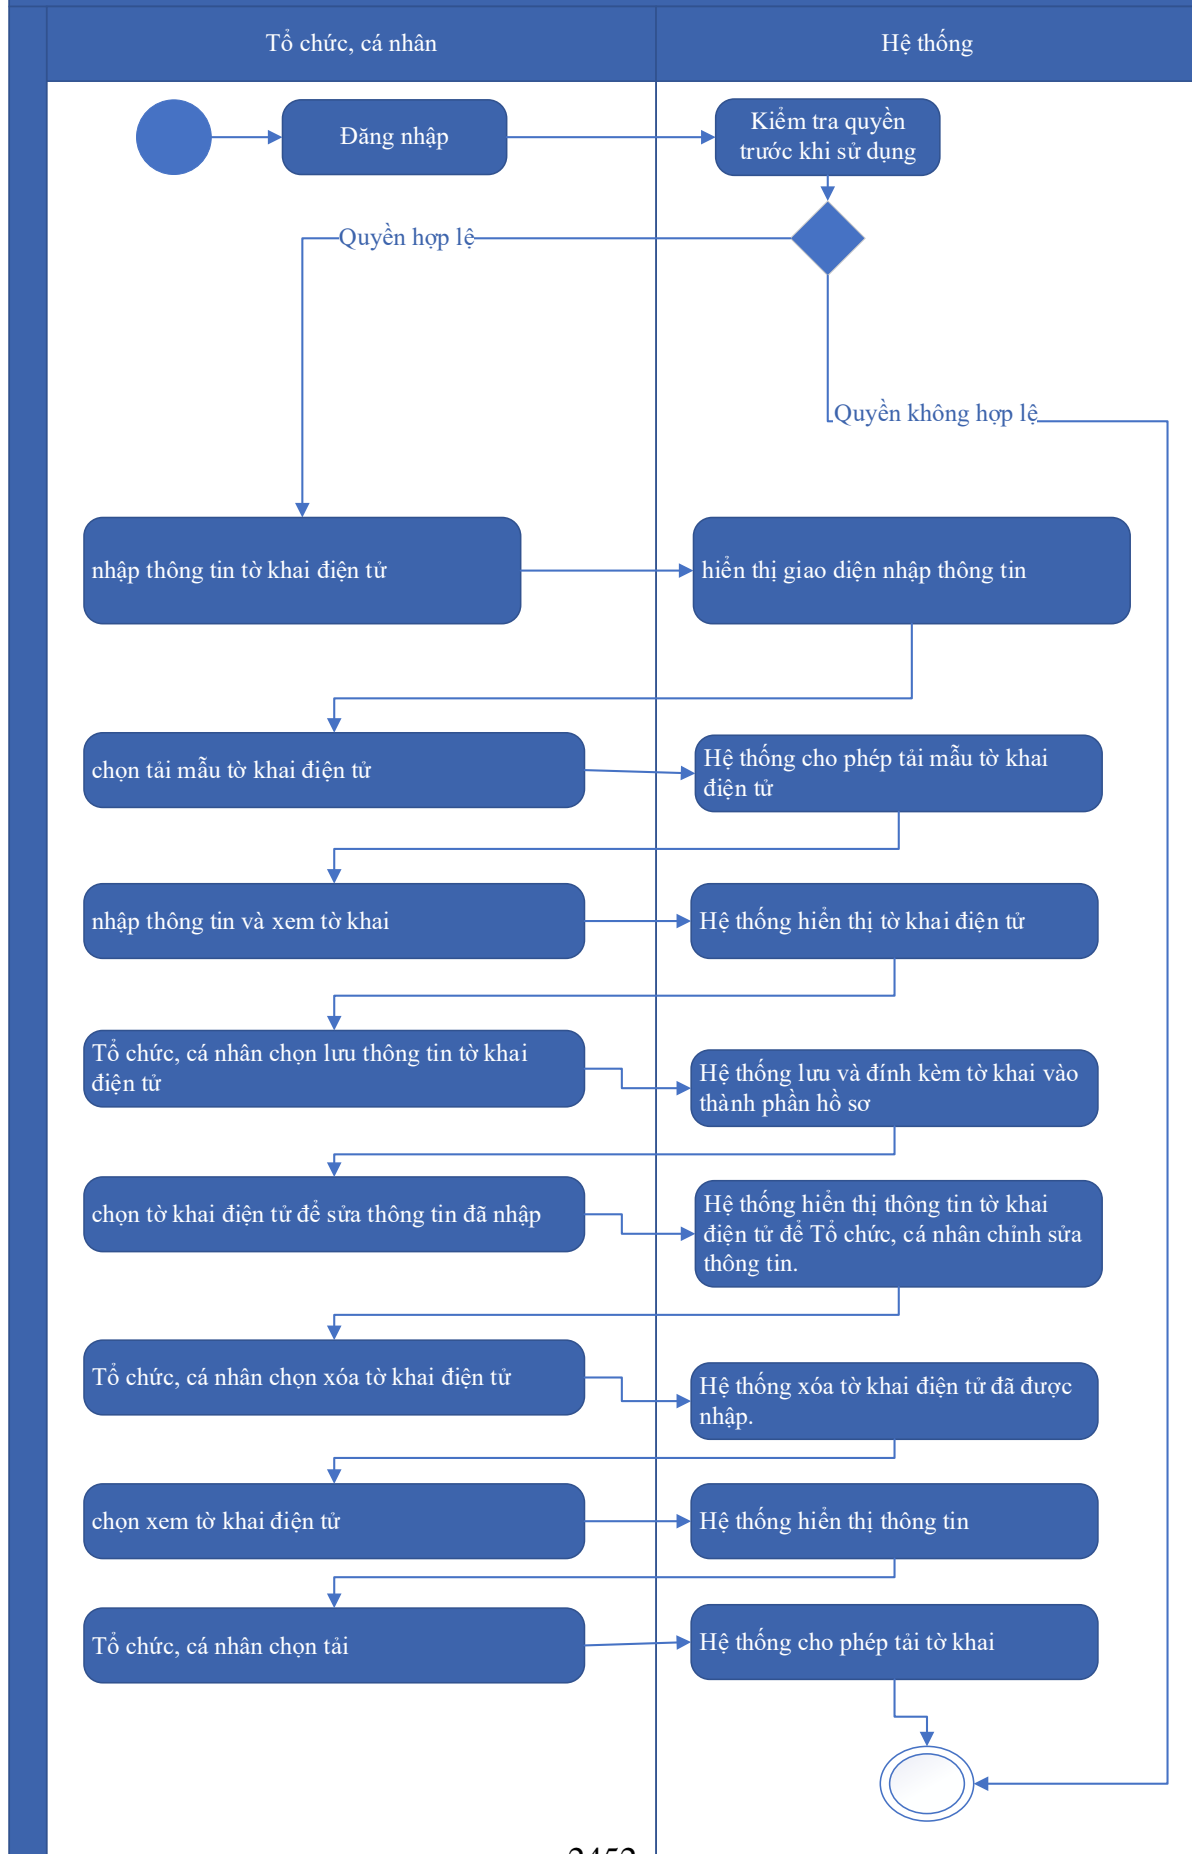 Tổ chức, cá nhân
Hệ thống
Đăng nhập
Kiểm tra quyền
trước khi sử dụng
Quyền hợp lệ
Quyền không hợp lệ
nhập thông tin tờ khai điện tử
hiển thị giao diện nhập thông tin
chọn tải mẫu tờ khai điện tử
Hệ thống cho phép tải mẫu tờ khai
điện tử
nhập thông tin và xem tờ khai
Hệ thống hiển thị tờ khai điện tử
Tổ chức, cá nhân chọn lưu thông tin tờ khai
điện tử
Hệ thống lưu và đính kèm tờ khai vào
thành phần hồ sơ
chọn tờ khai điện tử để sửa thông tin đã nhập
Hệ thống hiển thị thông tin tờ khai
điện tử để Tổ chức, cá nhân chỉnh sửa
thông tin.
Tổ chức, cá nhân chọn xóa tờ khai điện tử
Hệ thống xóa tờ khai điện tử đã được
nhập.
chọn xem tờ khai điện tử
Hệ thống hiển thị thông tin
Tổ chức, cá nhân chọn tải
Hệ thống cho phép tải tờ khai